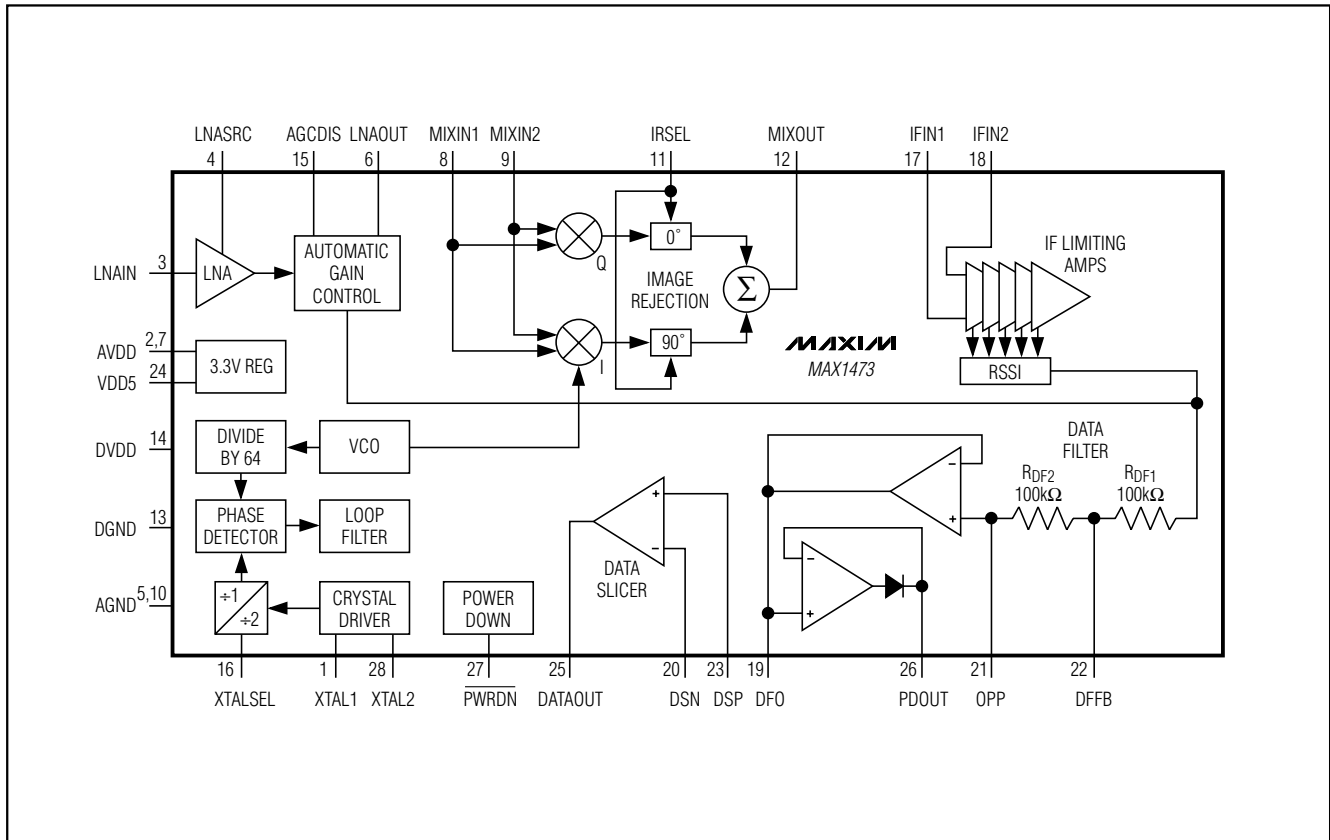 LNASRC AGCDIS LNAOUT MIXIN1 MIXIN2 IRSEL MIXOUT IFIN1 IFIN2
4 15 6 8 9 11 12 17 18
LNAIN 3
LNA
AUTOMATIC
GAIN
CONTROL
Q
0°
IMAGE
REJECTION
Σ
I
90°
IF LIMITING
AMPS
MAXIM
MAX1473
RSSI
AVDD 2,7
VDD5 24
3.3V REG
DVDD 14
DIVIDE
BY 64
VCO
DGND 13
PHASE
DETECTOR
LOOP
FILTER
AGND 5,10
÷1
÷2
CRYSTAL
DRIVER
POWER
DOWN
+
−
DATA
SLICER
−
+
−
+
DATA
FILTER
RDF2
100kΩ
RDF1
100kΩ
16 1 28 27 25 20 23 19 26 21 22
XTALSEL XTAL1 XTAL2 PWRDN DATAOUT DSN DSP DFO PDOUT OPP DFFB